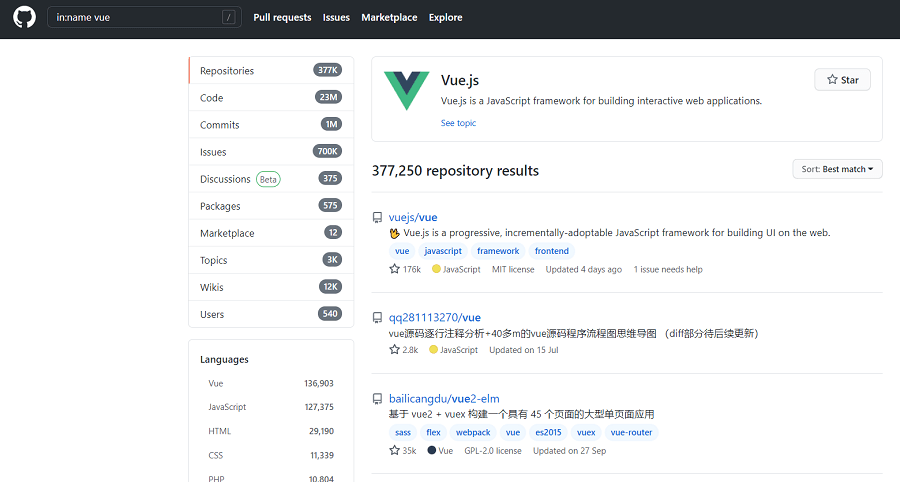 in:name vue / Pull requests Issues Marketplace Explore
Repositories 377K
Code 23M
Commits 1M
Issues 700K
Discussions Beta 375
Packages 575
Marketplace 12
Topics 3K
Wikis 12K
Users 540
Languages
Vue 136,903
JavaScript 127,375
HTML 29,190
CSS 11,339
PHP 10,804
Vue.js
Star
Vue.js is a JavaScript framework for building interactive web applications.
See topic
377,250 repository results
Sort: Best match
vuejs/vue
🖖 Vue.js is a progressive, incrementally-adoptable JavaScript framework for building UI on the web.
vue javascript framework frontend
176k JavaScript MIT license Updated 4 days ago 1 issue needs help
qq281113270/vue
vue源码逐行注释分析+40多m的vue源码程序流程图思维导图 （diff部分待后续更新）
2.8k JavaScript Updated on 15 Jul
bailicangdu/vue2-elm
基于 vue2 + vuex 构建一个具有 45 个页面的大型单页面应用
sass flex webpack vue es2015 vuex vue-router
35k Vue GPL-2.0 license Updated on 27 Sep